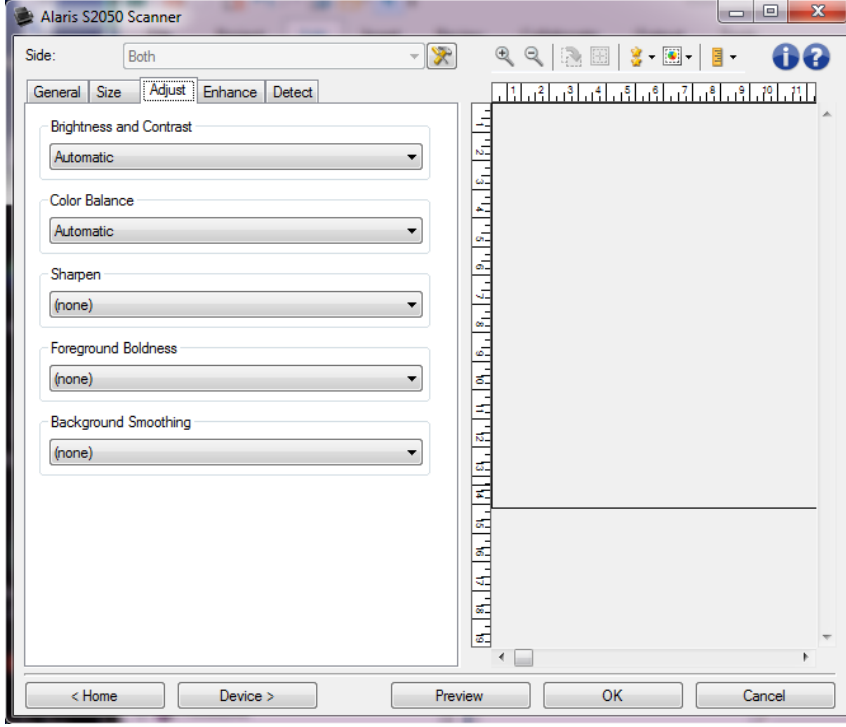 Alaris S2050 Scanner
Side: Both
General Size Adjust Enhance Detect
1 2 3 4 5 6 7 8 9 10 11
Brightness and Contrast
Automatic
Color Balance
Automatic
Sharpen
(none)
Foreground Boldness
(none)
Background Smoothing
(none)
1
2
3
4
5
6
7
8
9
10
11
12
13
14
15
16
17
18
19
< Home Device > Preview OK Cancel